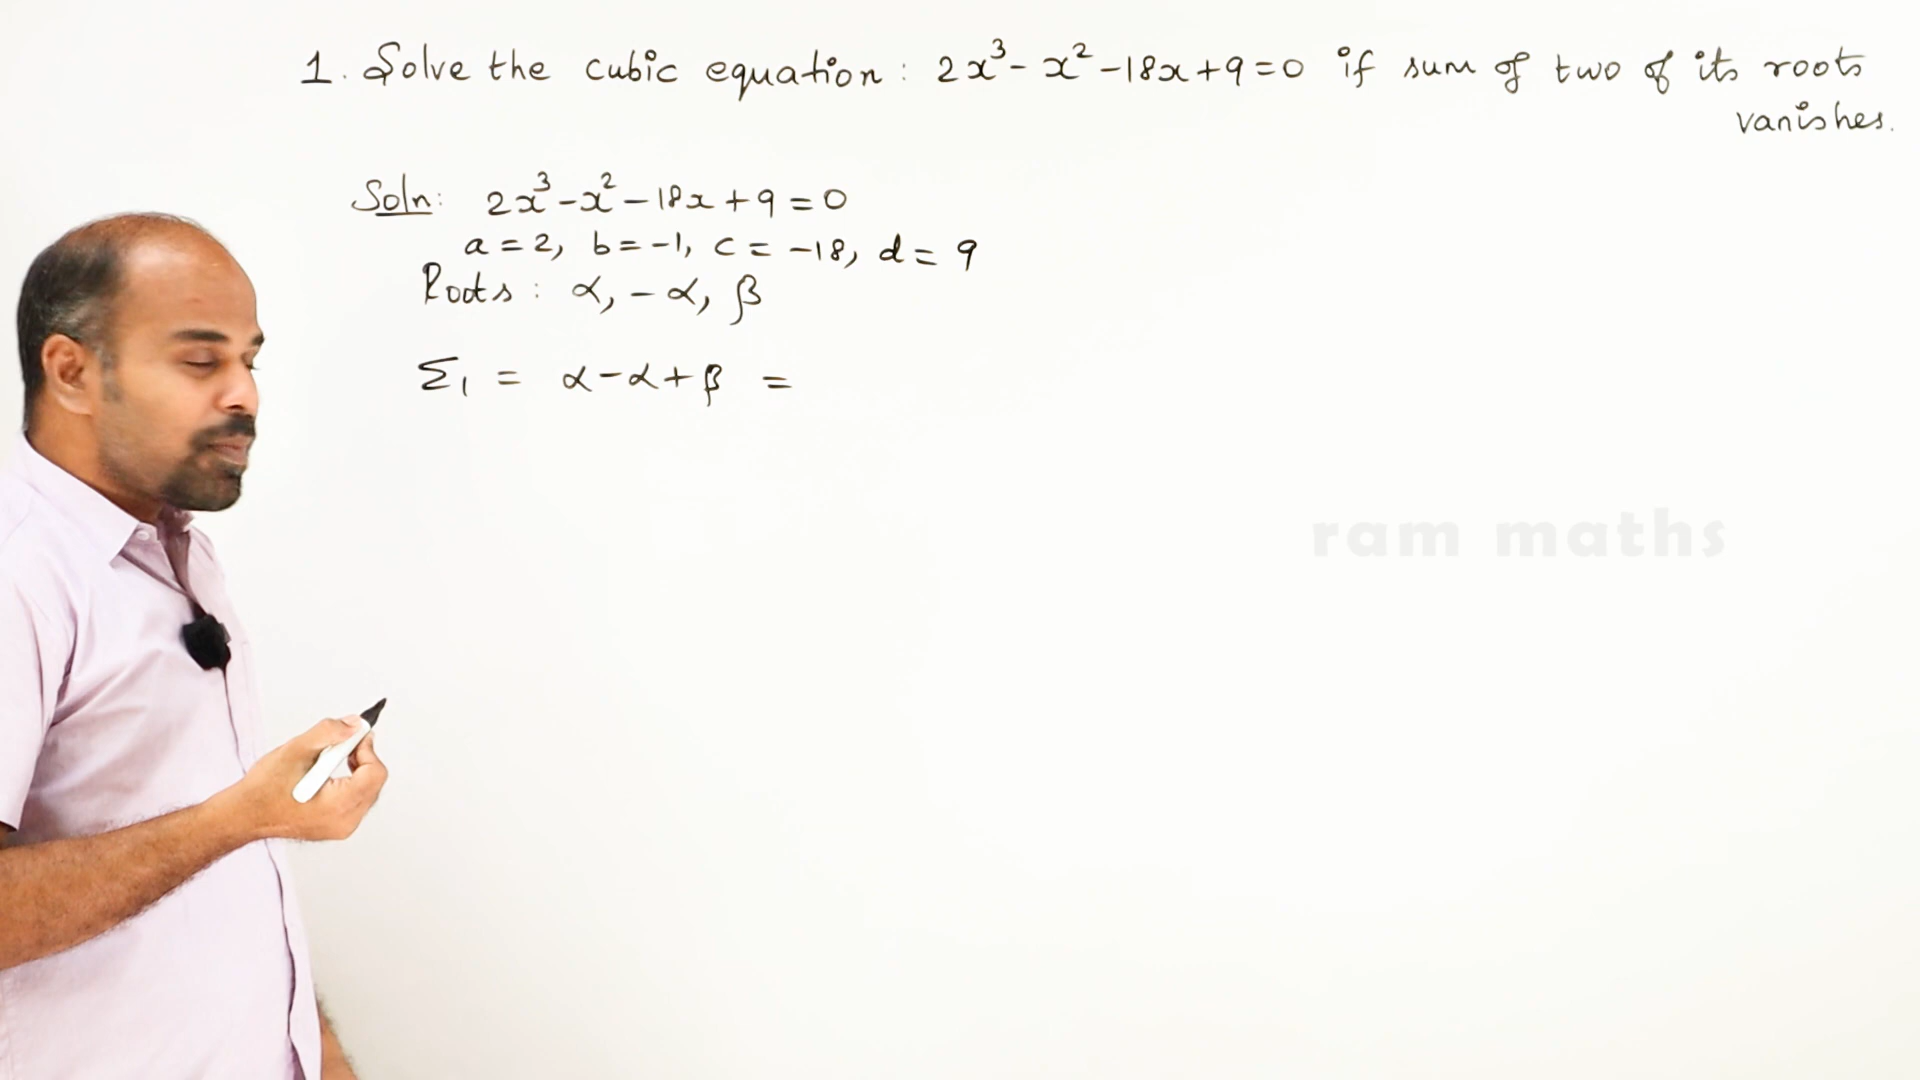 1. Solve the cubic equation : 2x³ - x² - 18x + 9 = 0 if sum of two of its roots
vanishes.
Soln: 2x³ - x² - 18x + 9 = 0
a = 2, b = -1, c = -18, d = 9
Roots : α, - α, β
Σ₁ = α - α + β =
ram maths